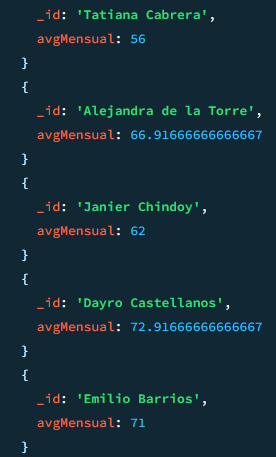 _id: 'Tatiana Cabrera',
avgMensual: 56
}
{
_id: 'Alejandra de la Torre',
avgMensual: 66.91666666666667
}
{
_id: 'Janier Chindoy',
avgMensual: 62
}
{
_id: 'Dayro Castellanos',
avgMensual: 72.91666666666667
}
{
_id: 'Emilio Barrios',
avgMensual: 71
}